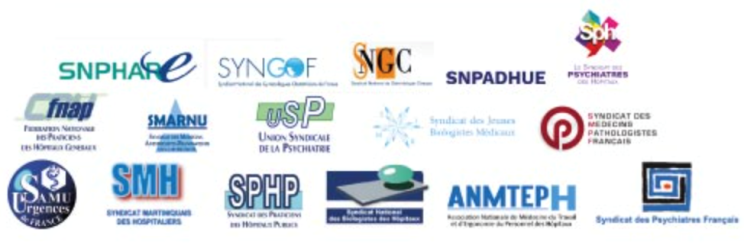 SNPHARe
SYNGOF
SNGC
Sph
LE SYNDICAT DES
PSYCHIATRES
DES HÔPITAUX
SNPADHUE
fnap
FÉDÉRATION NATIONALE
DES PRATICIENS
DES HÔPITAUX GÉNÉRAUX
SMARNU
USP
UNION SYNDICALE
DE LA PSYCHIATRIE
Syndicat des Jeunes
Biologistes Médicaux
SYNDICAT DES
MÉDECINS
PATHOLOGISTES
FRANÇAIS
SAMU
Urgences
DE FRANCE
SMH
SYNDICAT MARTINIQUAIS
DES HOSPITALIERS
SPHP
SYNDICAT DES PRATICIENS
DES HÔPITAUX PUBLICS
Syndicat National
des Biologistes des Hôpitaux
ANMTEPH
Association Nationale de Médecine du Travail
et d'Ergonomie du Personnel des Hôpitaux
Syndicat des Psychiatres Français